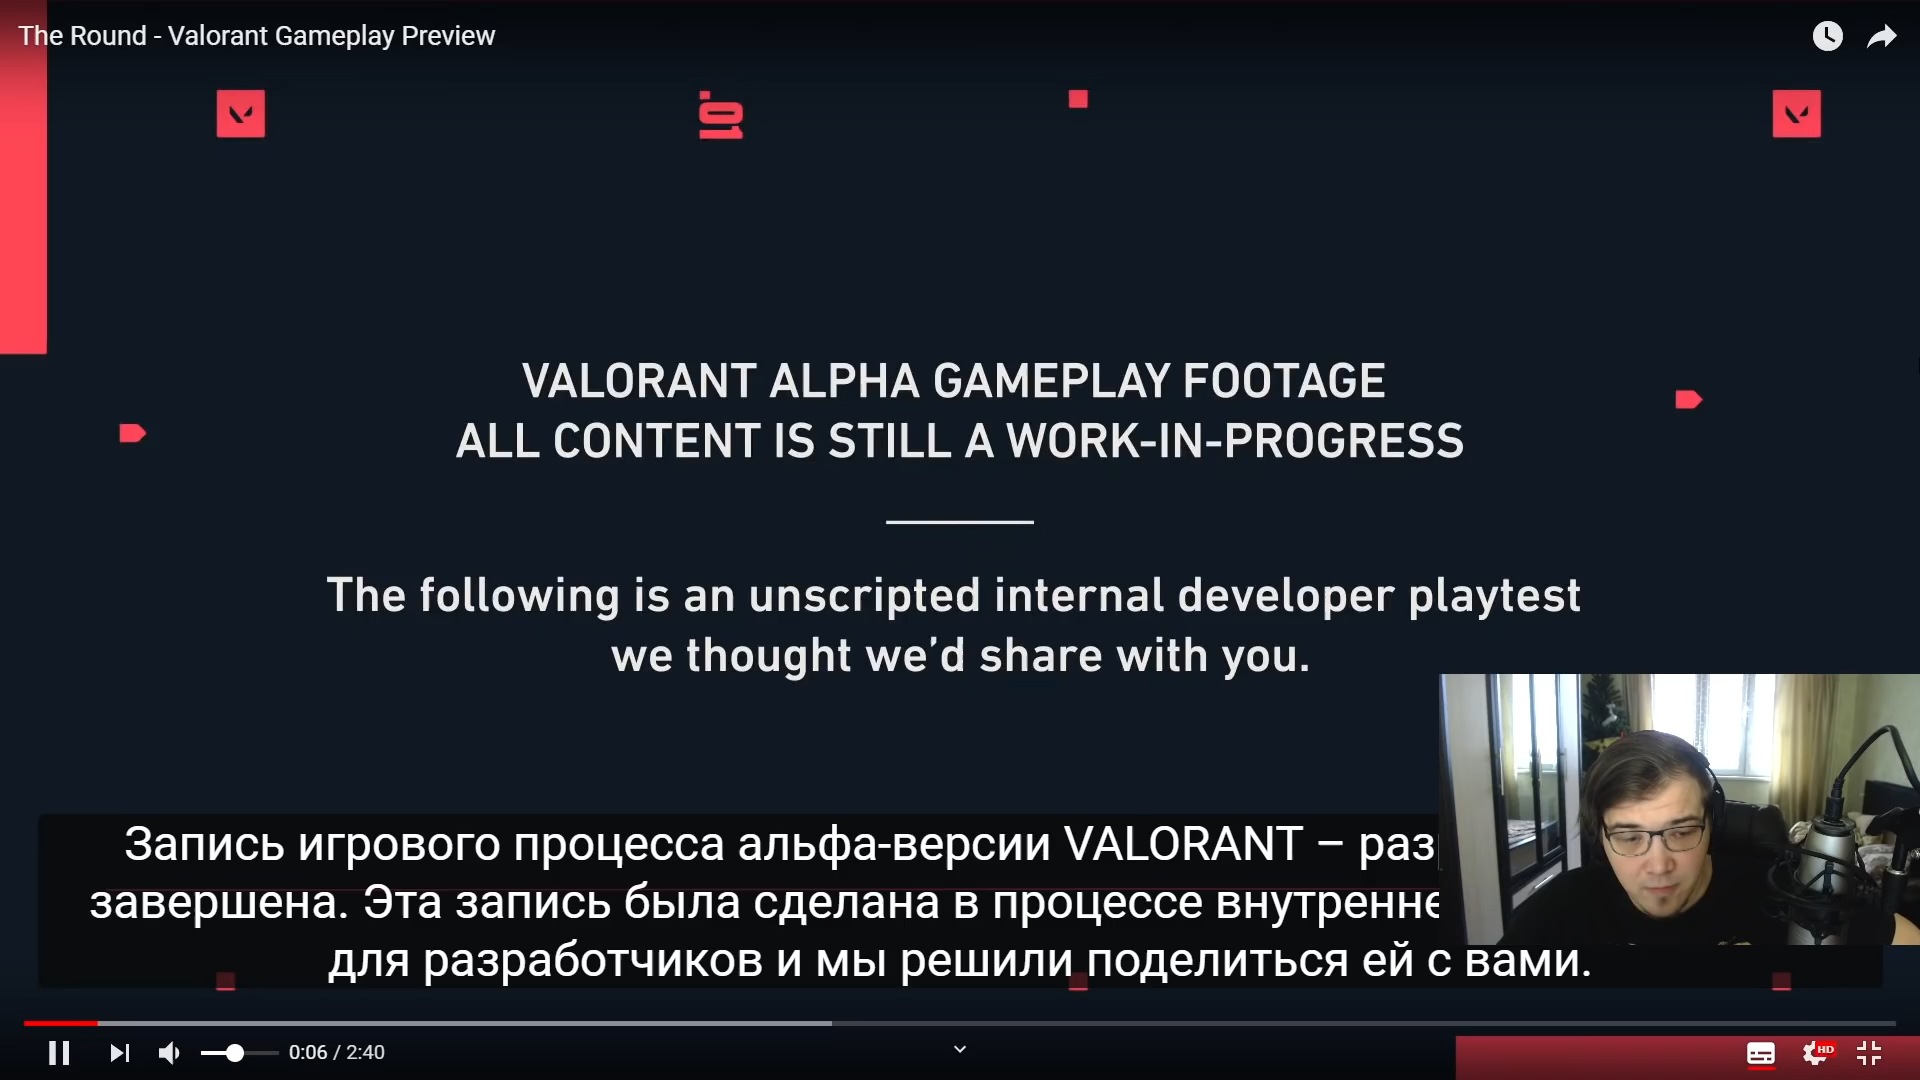 The Round - Valorant Gameplay Preview
.01
VALORANT ALPHA GAMEPLAY FOOTAGE
ALL CONTENT IS STILL A WORK-IN-PROGRESS
The following is an unscripted internal developer playtest
we thought we’d share with you.
Запись игрового процесса альфа-версии VALORANT –
завершена. Эта запись была сделана в процессе
для разработчиков и мы решили поделиться ей с вами.
0:06 / 2:40
HD